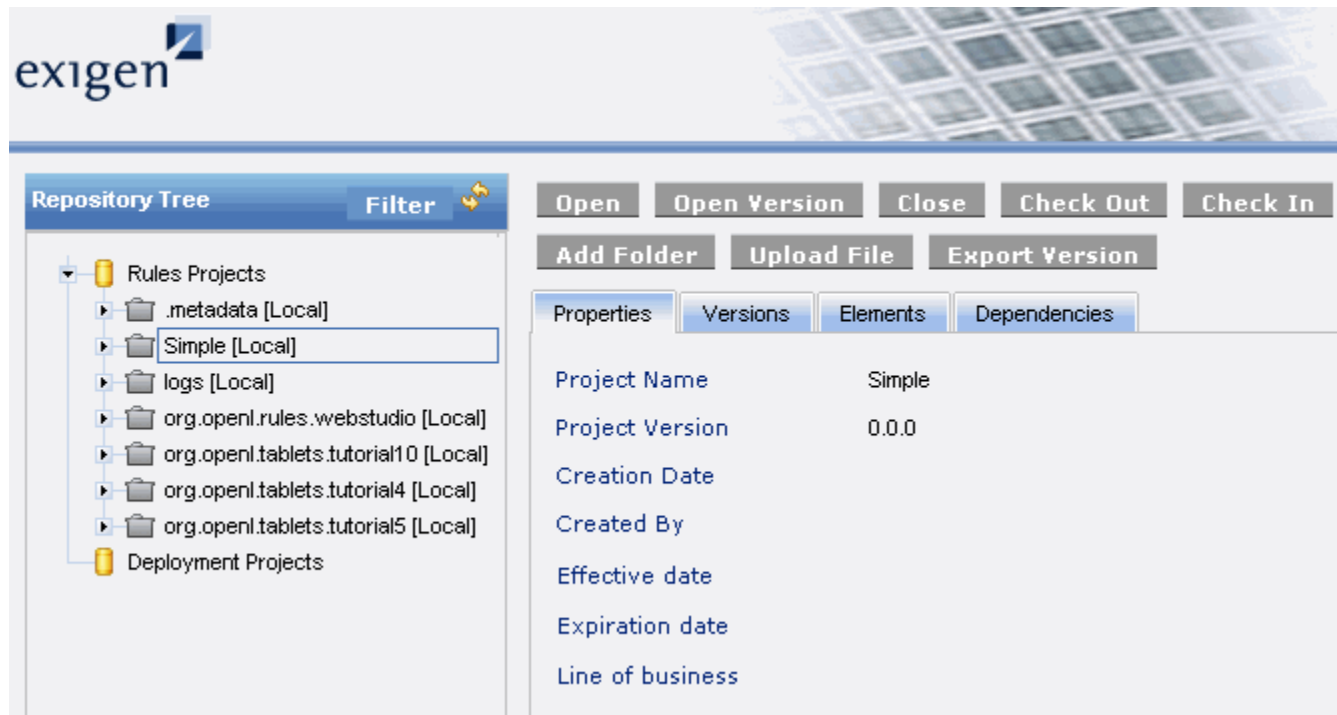 exigen
Repository Tree Filter
Rules Projects
.metadata [Local]
Simple [Local]
logs [Local]
org.openl.rules.webstudio [Local]
org.openl.tablets.tutorial10 [Local]
org.openl.tablets.tutorial4 [Local]
org.openl.tablets.tutorial5 [Local]
Deployment Projects
Open Open Version Close Check Out Check In
Add Folder Upload File Export Version
Properties Versions Elements Dependencies
Project Name Simple
Project Version 0.0.0
Creation Date
Created By
Effective date
Expiration date
Line of business